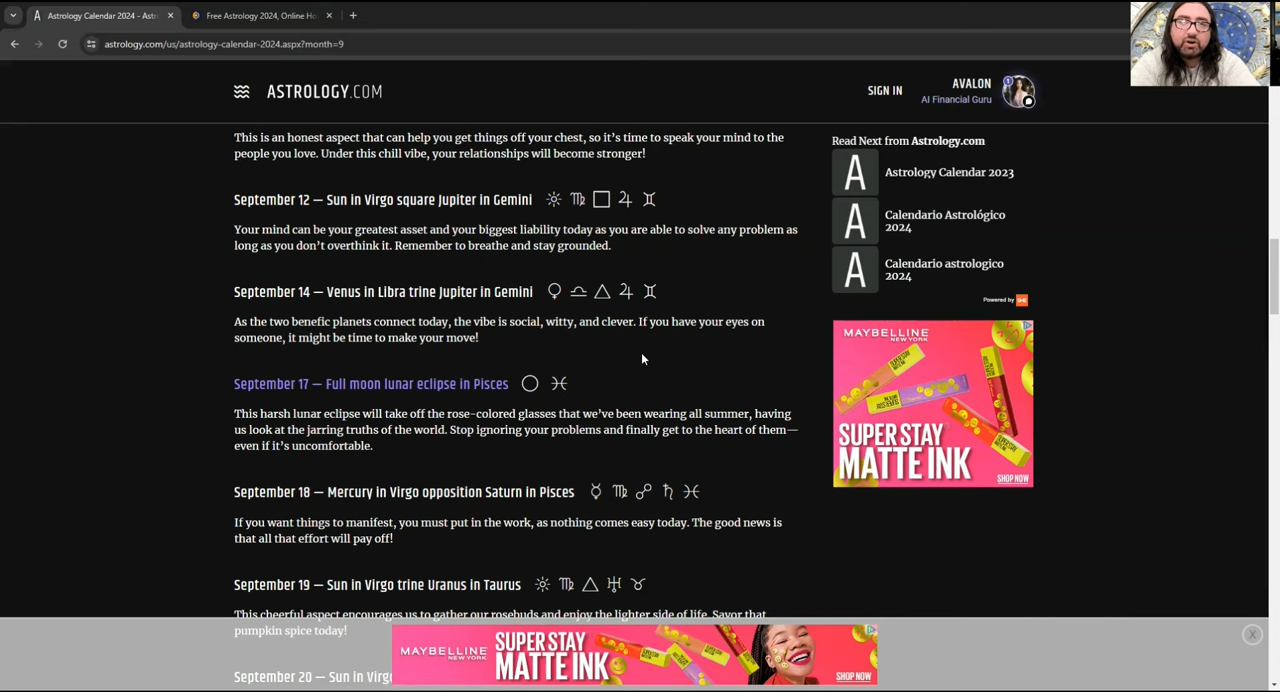 Astrology Calendar 2024 - Astr
Free Astrology 2024, Online Ho
astrology.com/us/astrology-calendar-2024.aspx?month=9
ASTROLOGY.COM
SIGN IN
AVALON
AI Financial Guru
This is an honest aspect that can help you get things off your chest, so it's time to speak your mind to the
people you love. Under this chill vibe, your relationships will become stronger!
September 12 — Sun in Virgo square Jupiter in Gemini
Your mind can be your greatest asset and your biggest liability today as you are able to solve any problem as
long as you don't overthink it. Remember to breathe and stay grounded.
September 14 — Venus in Libra trine Jupiter in Gemini
As the two benefic planets connect today, the vibe is social, witty, and clever. If you have your eyes on
someone, it might be time to make your move!
September 17 — Full moon lunar eclipse in Pisces
This harsh lunar eclipse will take off the rose-colored glasses that we've been wearing all summer, having
us look at the jarring truths of the world. Stop ignoring your problems and finally get to the heart of them—
even if it's uncomfortable.
September 18 — Mercury in Virgo opposition Saturn in Pisces
If you want things to manifest, you must put in the work, as nothing comes easy today. The good news is
that all that effort will pay off!
September 19 — Sun in Virgo trine Uranus in Taurus
This cheerful aspect encourages us to gather our rosebuds and enjoy the lighter side of life. Savor that
pumpkin spice today!
September 20 — Sun in Virg
Read Next from Astrology.com
A
Astrology Calendar 2023
A
Calendario Astrológico
2024
A
Calendario astrologico
2024
Powered by
MAYBELLINE
NEW YORK
SUPER STAY
MATTE INK
SHOP NOW
MAYBELLINE
NEW YORK
SUPER STAY
MATTE INK
SHOP NOW